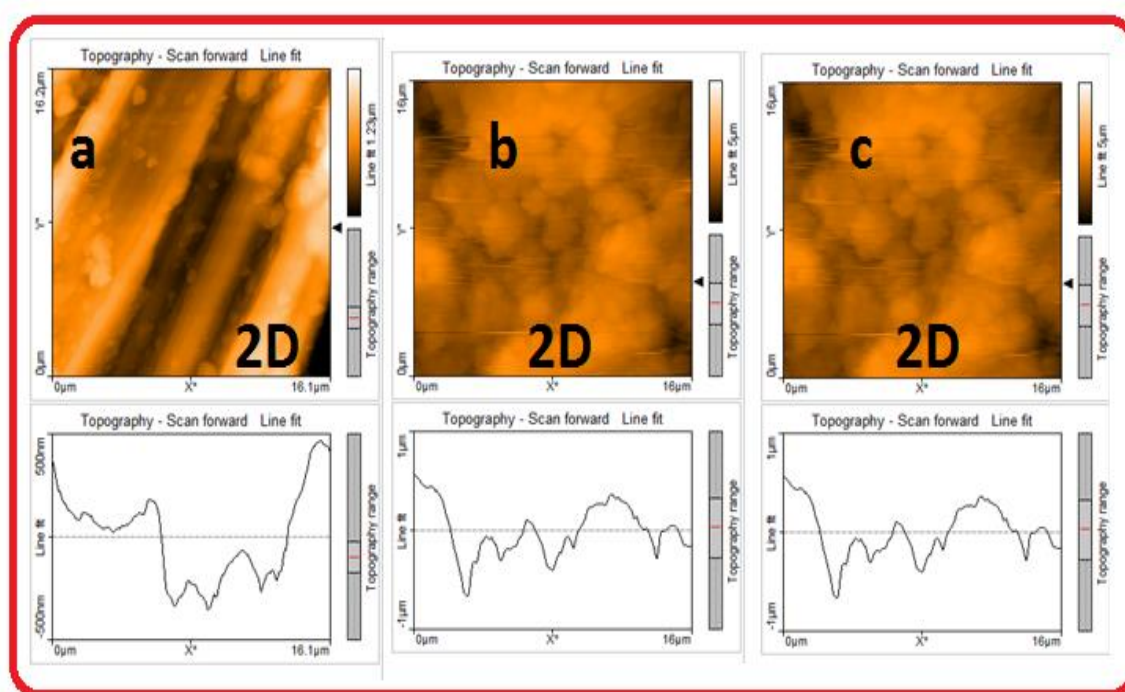 Topography - Scan forward Line fit
16.2µm
Y*
0µm
a
2D
0µm
X*
16.1µm
Line fit 1.23µm
Topography range
Topography - Scan forward Line fit
16µm
Y*
0µm
b
2D
0µm
X*
16µm
Line fit 5µm
Topography range
Topography - Scan forward Line fit
16µm
Y*
0µm
c
2D
0µm
X*
16µm
Line fit 5µm
Topography range
Topography - Scan forward Line fit
500nm
Line fit
-500nm
0µm
X*
16.1µm
Topography range
Topography - Scan forward Line fit
1µm
Line fit
-1µm
0µm
X*
16µm
Topography range
Topography - Scan forward Line fit
1µm
Line fit
-1µm
0µm
X*
16µm
Topography range